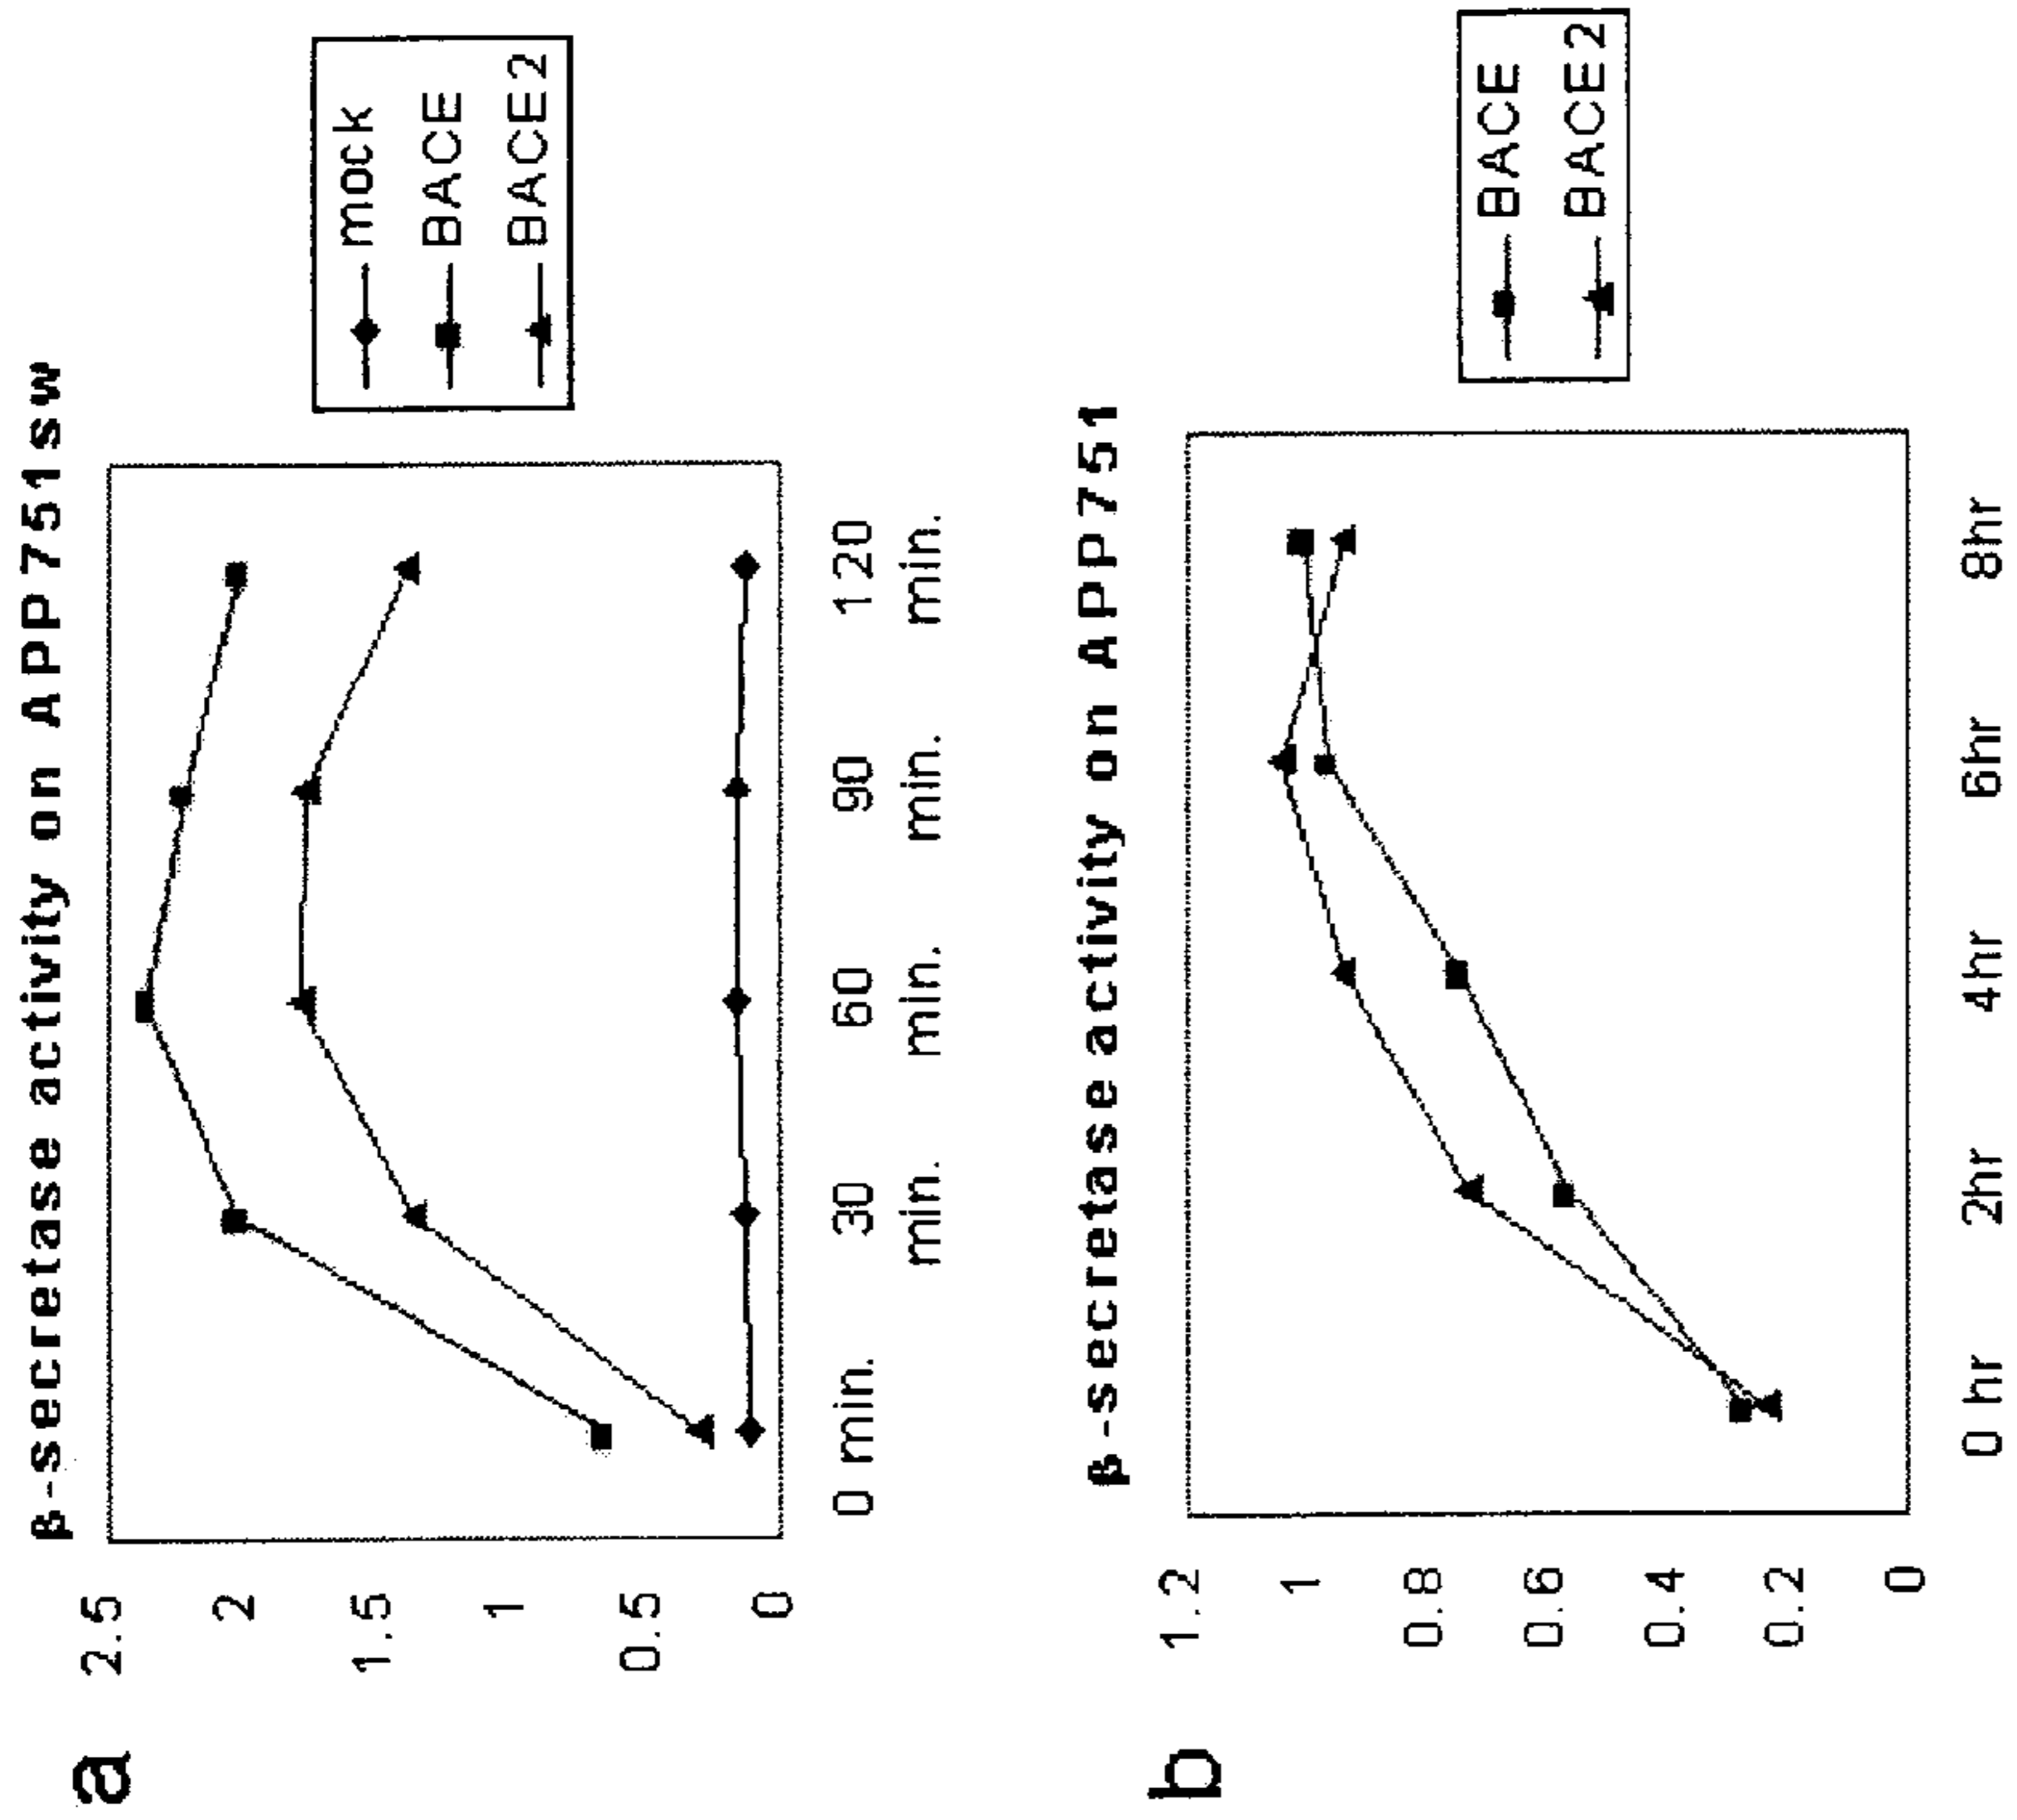 a
β-secretase activity on APP751sw
2.5
2
1.5
1
0.5
0
0 min.
30 min.
60 min.
90 min.
120 min.
mock
BACE
BACE2
b
β-secretase activity on APP751
1.2
1
0.8
0.6
0.4
0.2
0
0 hr
2hr
4hr
6hr
8hr
BACE
BACE2